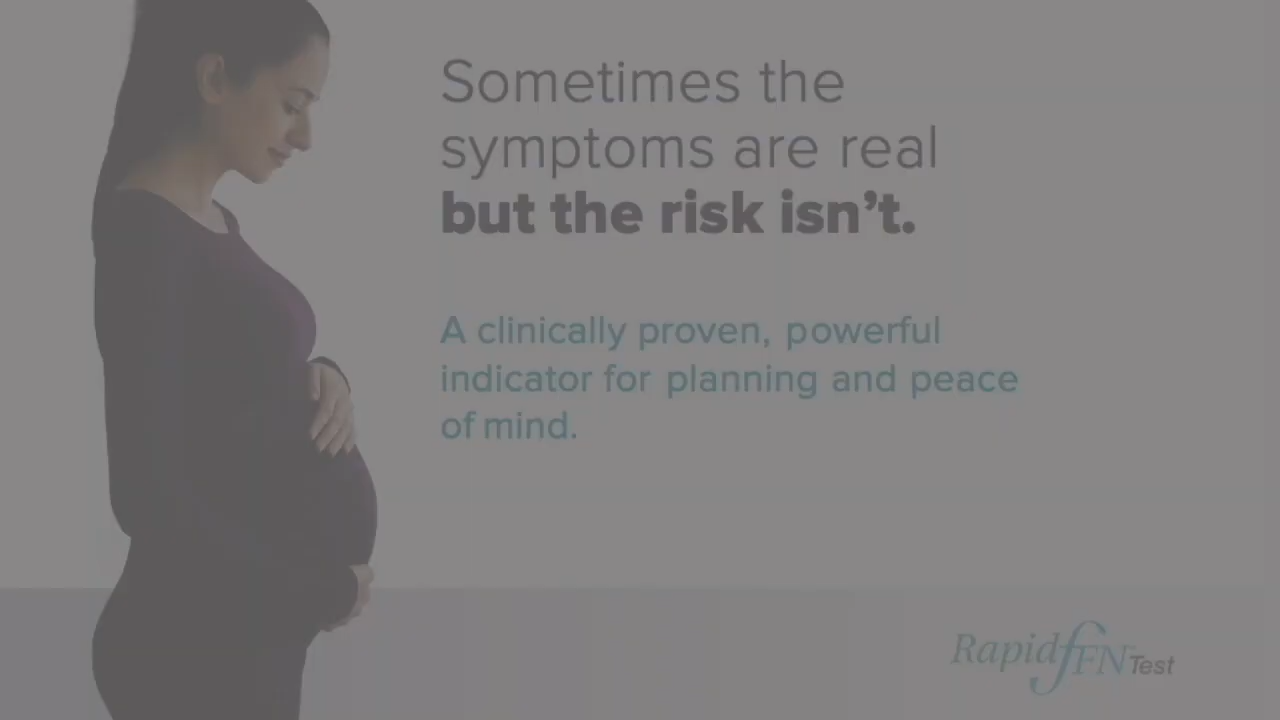 Sometimes the
symptoms are real
but the risk isn't.
A clinically proven, powerful
indicator for planning and peace
of mind.
Rapid fFN Test